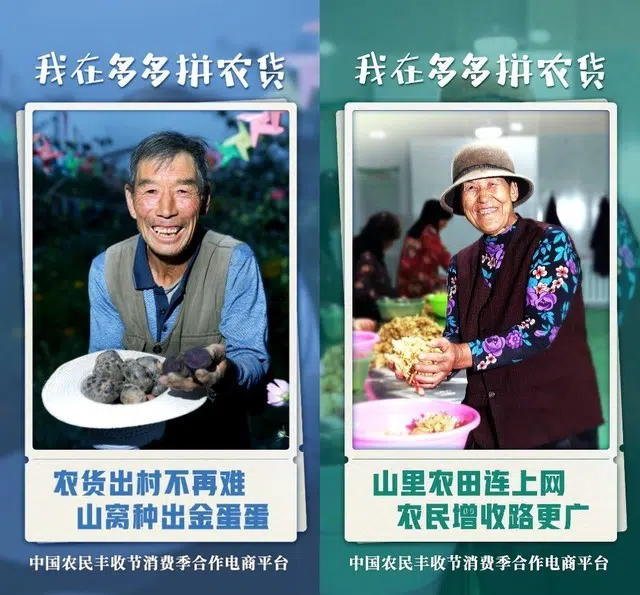 我在多多拼农货
农货出村不再难
山窝种出金蛋蛋
中国农民丰收节消费季合作电商平台
我在多多拼农货
山里农田连上网
农民增收路更广
中国农民丰收节消费季合作电商平台